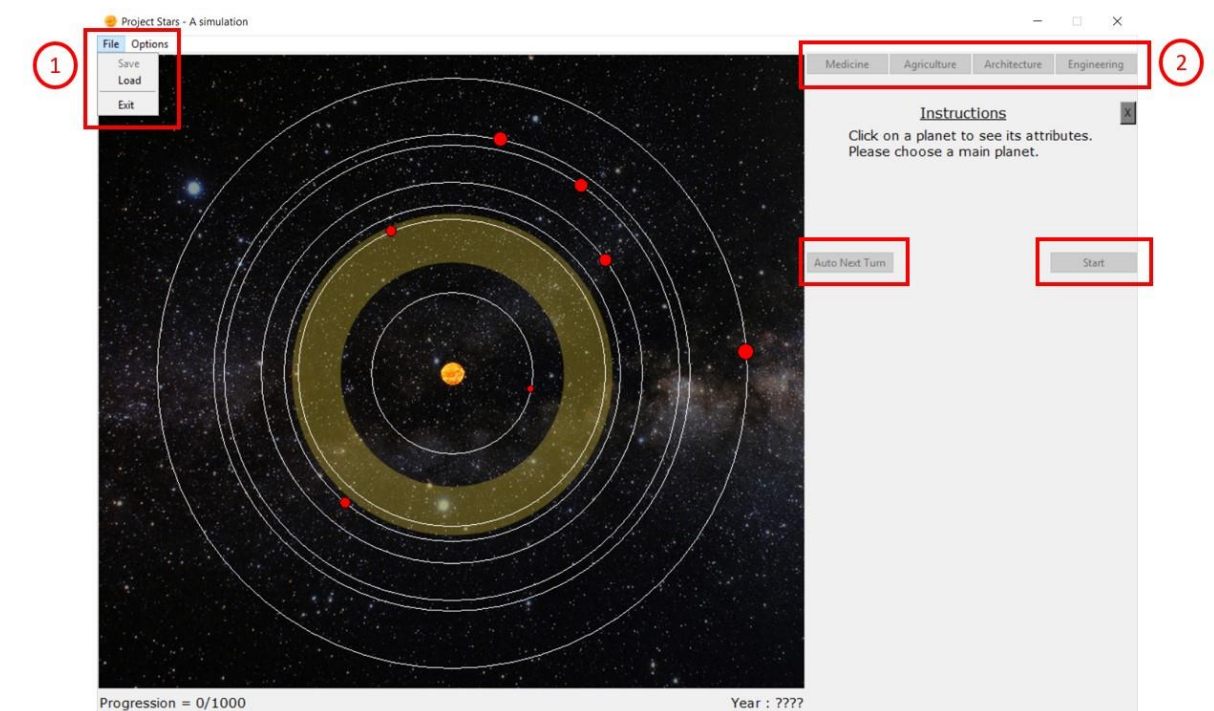 Project Stars - A simulation
File Options
1
Save
Load
Exit
Medicine Agriculture Architecture Engineering
2
Instructions
X
Click on a planet to see its attributes.
Please choose a main planet.
Auto Next Turn
Start
Progression = 0/1000
Year : ????